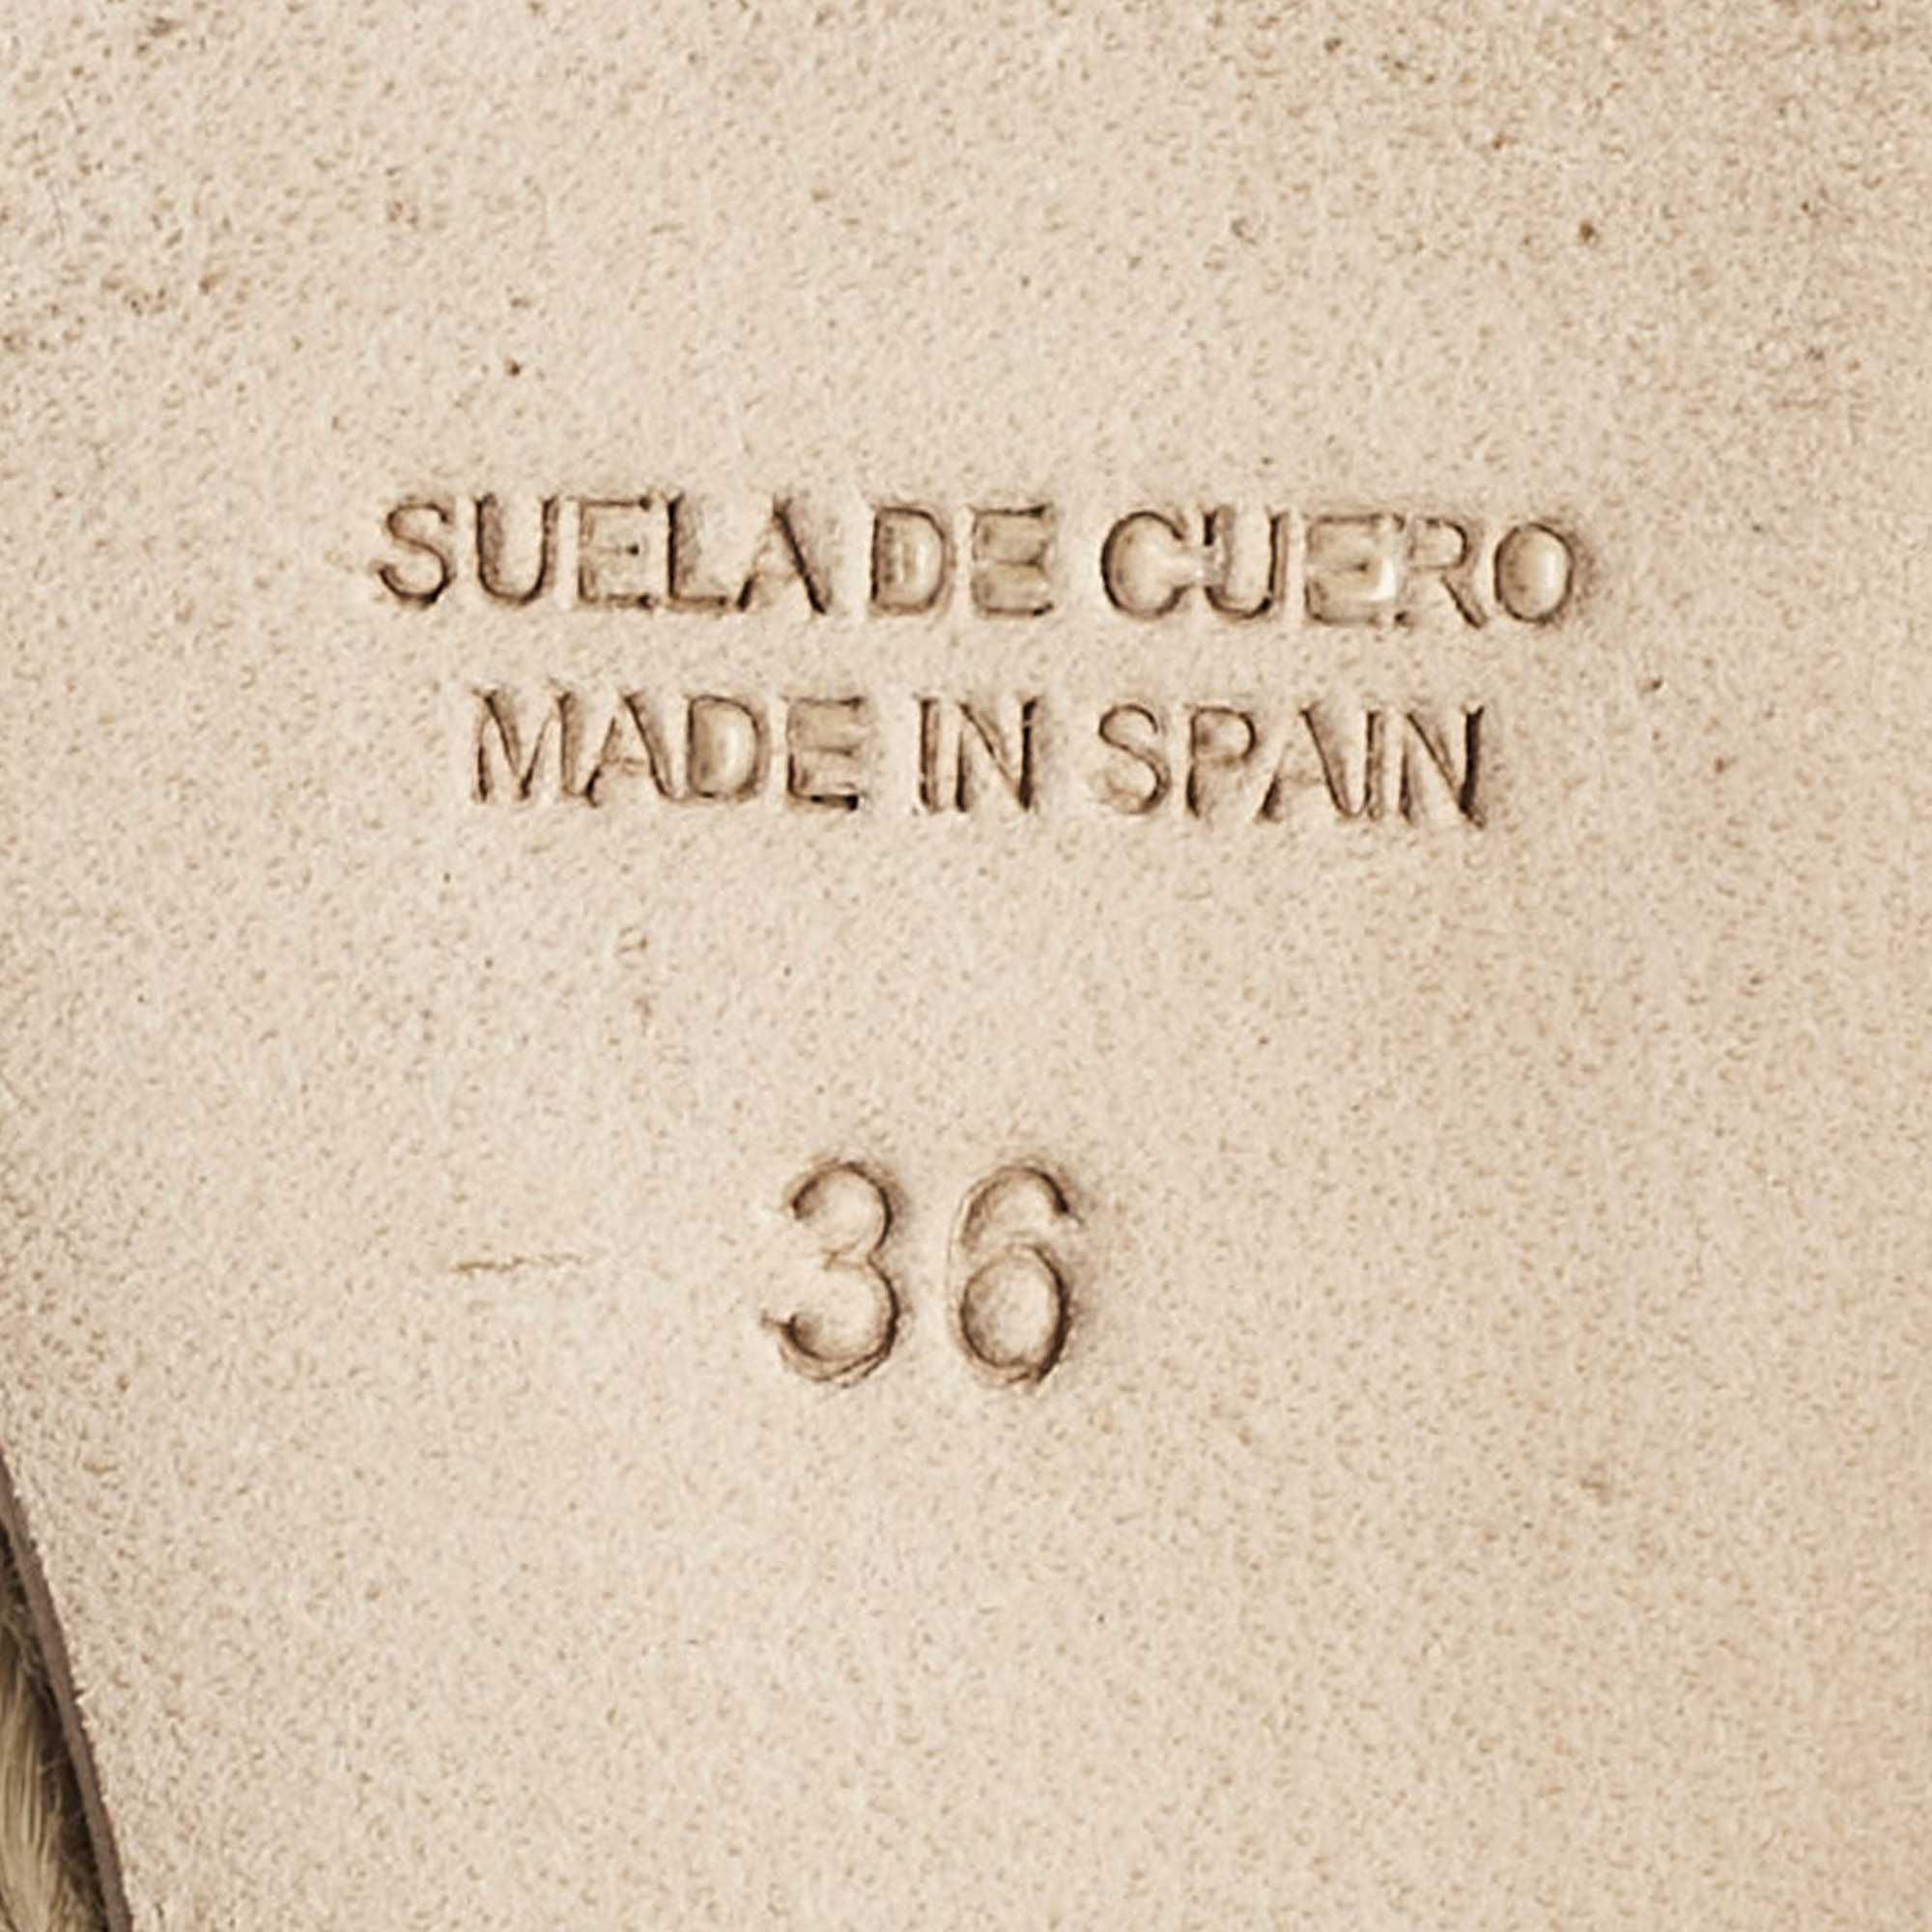 SUELA DE CUERO
MADE IN SPAIN
36